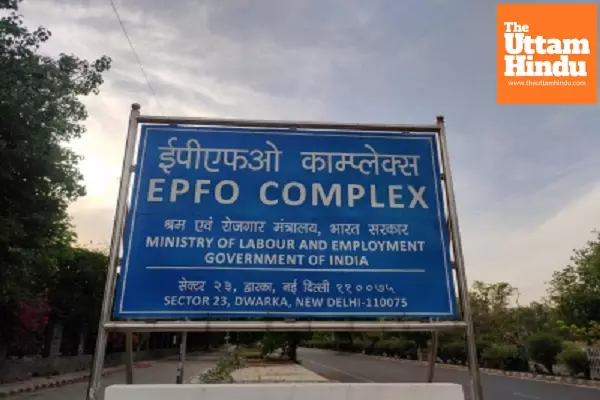 The
Uttam
Hindu
www.theuttamhindu.com
ईपीएफओ काम्प्लेक्स
EPFO COMPLEX
श्रम एवं रोजगार मंत्रालय, भारत सरकार
MINISTRY OF LABOUR AND EMPLOYMENT
GOVERNMENT OF INDIA
सेक्टर २३, द्वारका, नई दिल्ली ११००७५
SECTOR 23, DWARKA, NEW DELHI-110075